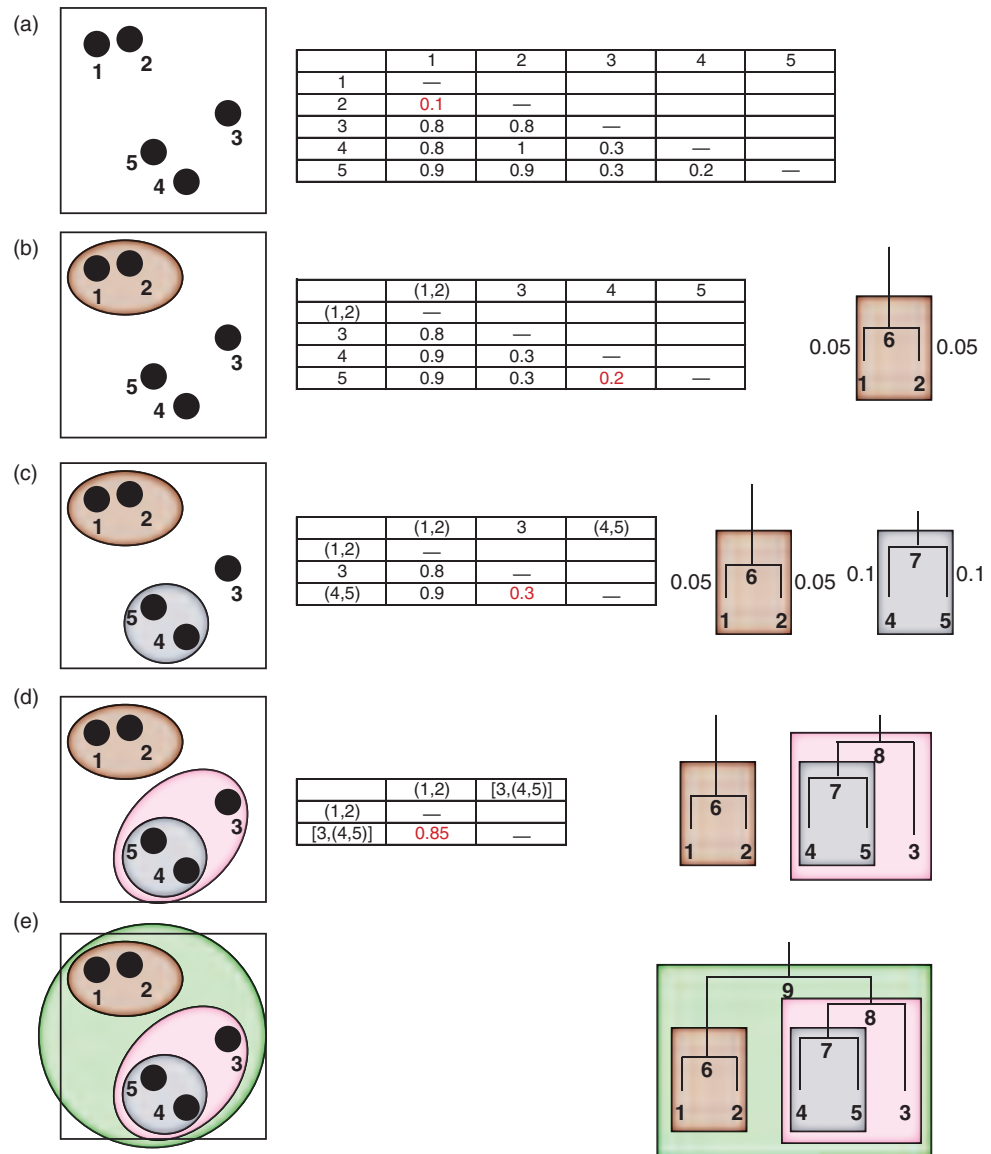 (a)
1 2 3 5 4
1 2 3 4 5
1 —
2 0.1 —
3 0.8 0.8 —
4 0.8 1 0.3 —
5 0.9 0.9 0.3 0.2 —
(b)
1 2 3 5 4
(1,2) 3 4 5
(1,2) —
3 0.8 —
4 0.9 0.3 —
5 0.9 0.3 0.2 —
6
0.05 0.05
1 2
(c)
1 2 3 5 4
(1,2) 3 (4,5)
(1,2) —
3 0.8 —
(4,5) 0.9 0.3 —
6
0.05 0.05
1 2
7
0.1 0.1
4 5
(d)
1 2 3 5 4
(1,2) [3,(4,5)]
(1,2) —
[3,(4,5)] 0.85 —
6
1 2
8
7
4 5 3
(e)
1 2 3 5 4
9
8
7
6
1 2 4 5 3